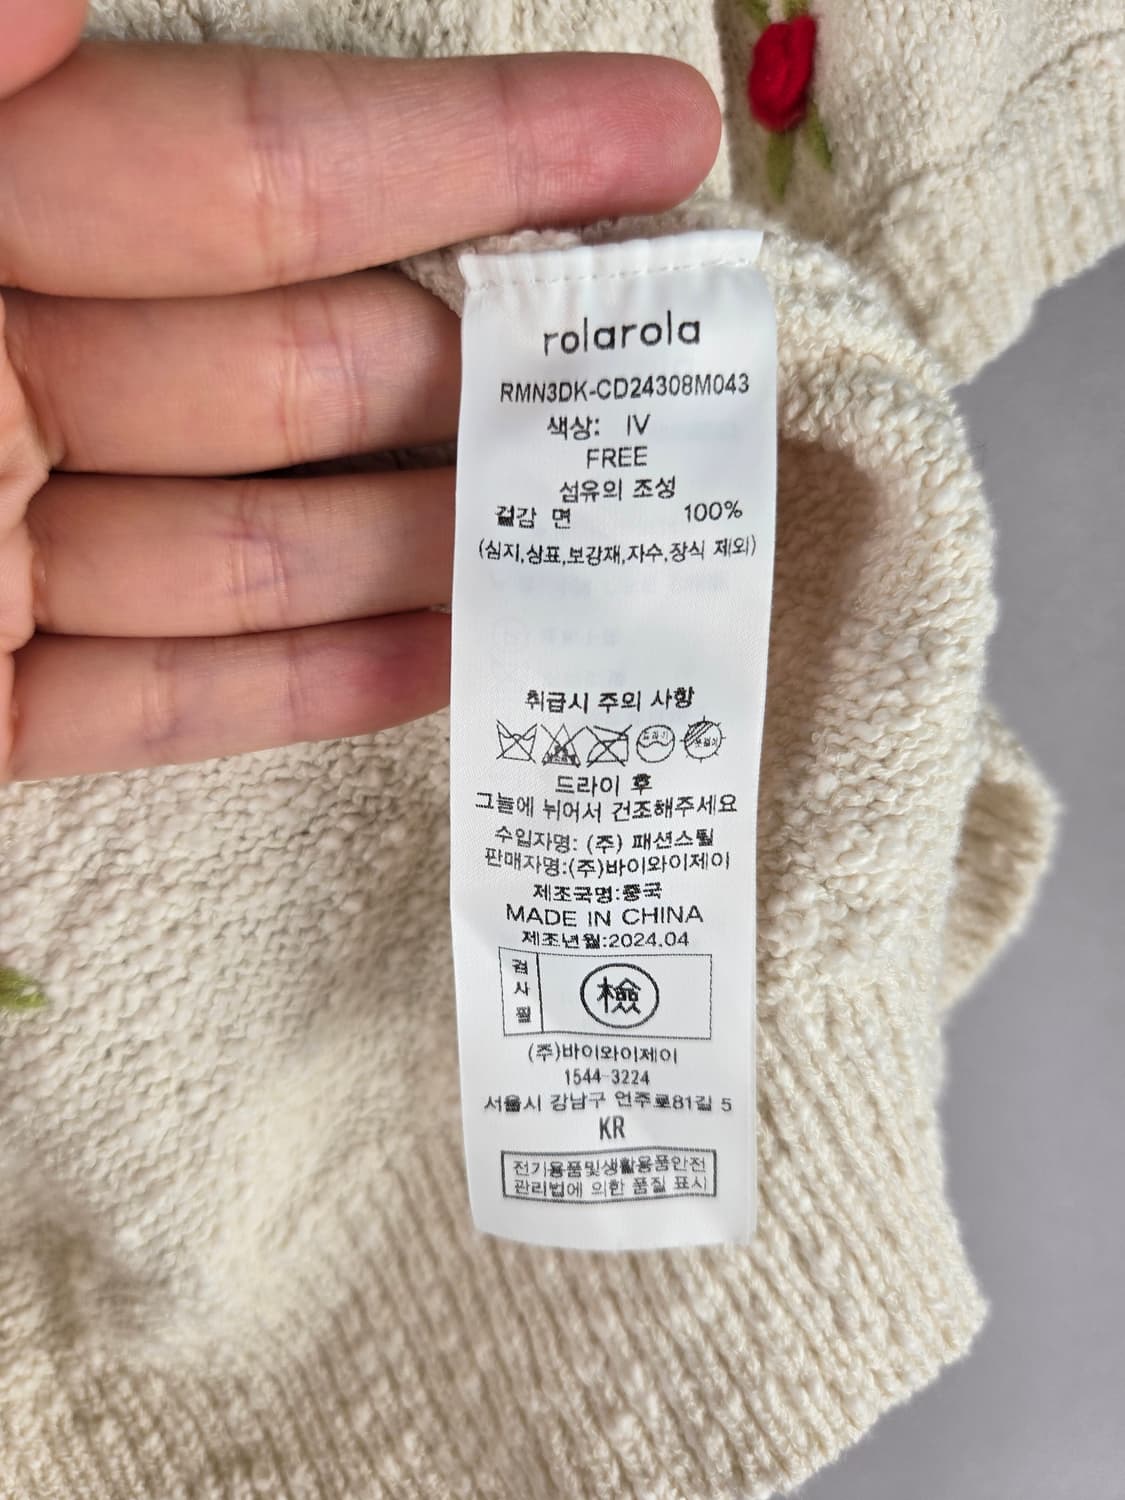 rolarola
RMN3DK-CD24308M043
색상: IV
FREE
섬유의 조성
겉감 면 100%
(심지,상표,보강재,자수,장식 제외)
취급시 주의 사항
드라이 후
그늘에 뉘어서 건조해주세요
수입자명: (주) 패션스퀼
판매자명:(주)바이와이제이
제조국명:중국
MADE IN CHINA
제조년월:2024.04
검사필
檢
(주)바이와이제이
1544-3224
서울시 강남구 언주로81길 5
KR
전기용품및생활용품안전
관리법에 의한 품질 표시